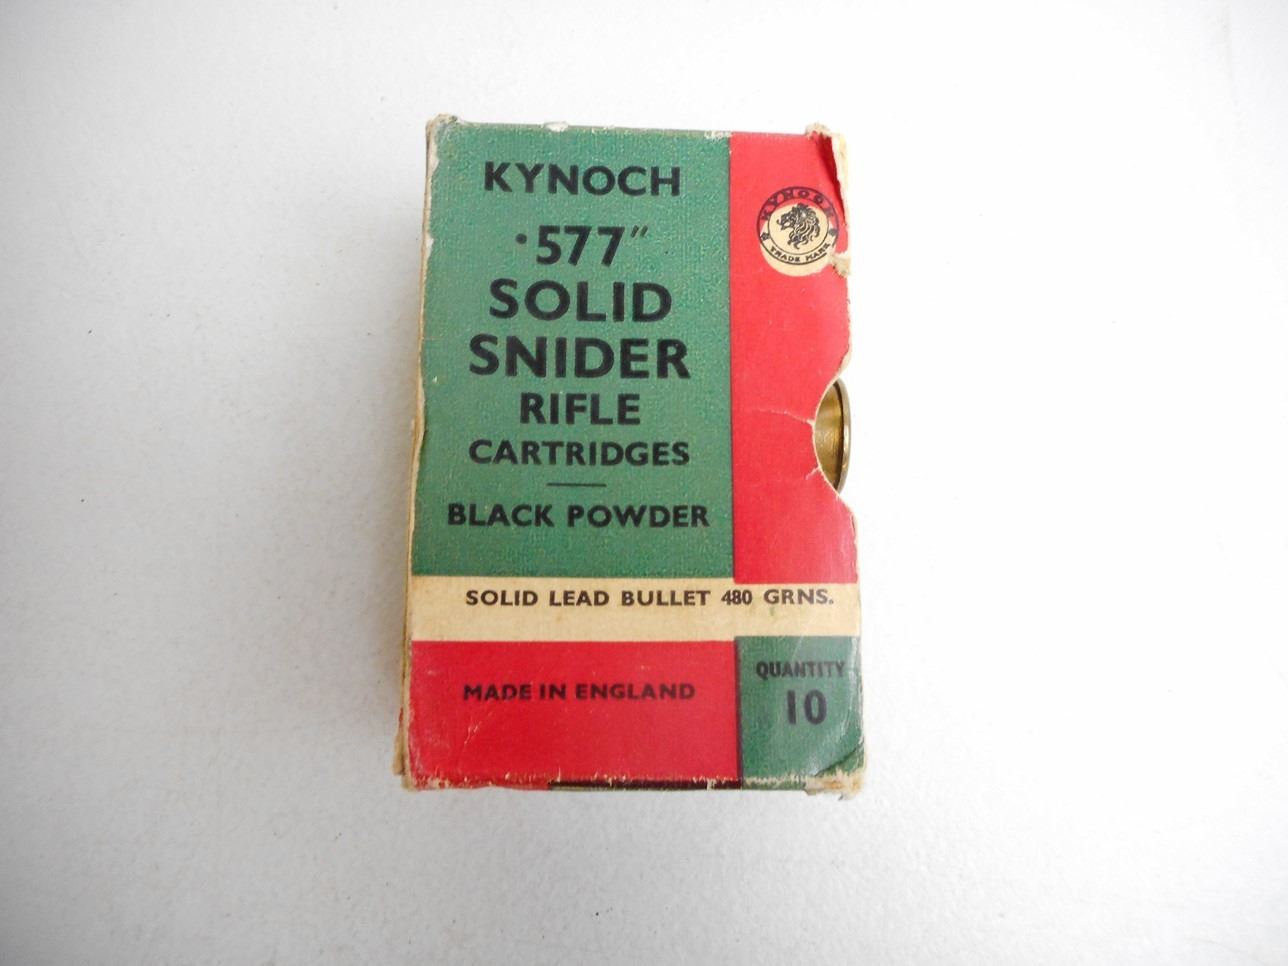 KYNOCH
·577"
SOLID
SNIDER
RIFLE
CARTRIDGES
BLACK POWDER
KYNOCH
TRADE MARK
SOLID LEAD BULLET 480 GRNS.
MADE IN ENGLAND
QUANTITY
10